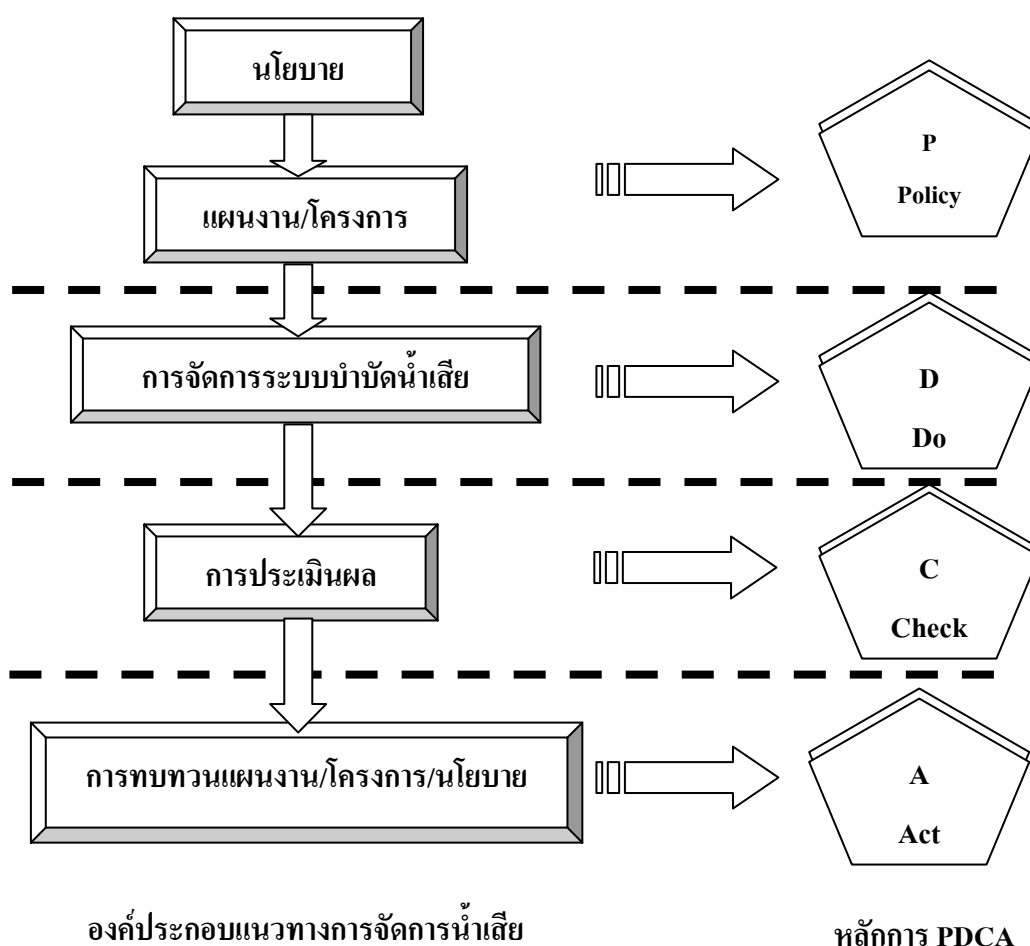 นโยบาย
แผนงาน/โครงการ
P
Policy
การจัดการระบบบำบัดน้ำเสีย
D
Do
การประเมินผล
C
Check
การทบทวนแผนงาน/โครงการ/นโยบาย
A
Act
องค์ประกอบแนวทางการจัดการน้ำเสีย
หลักการ PDCA